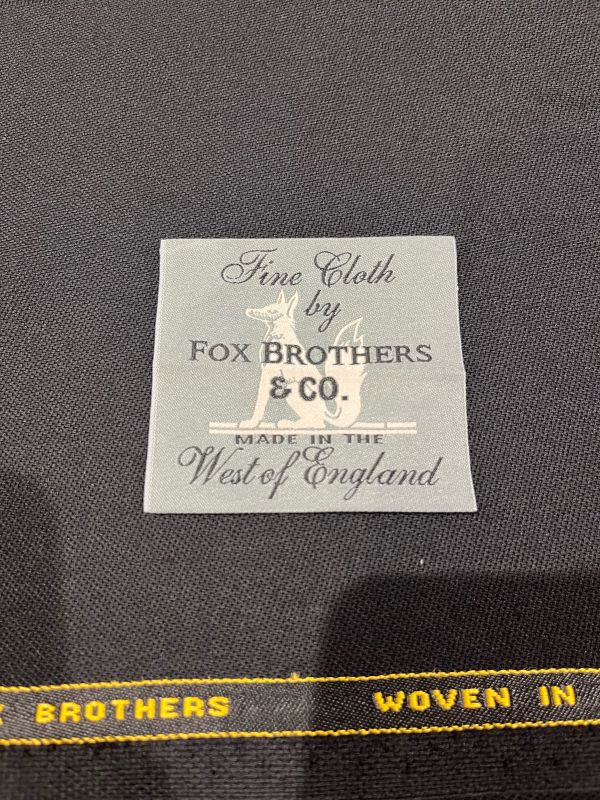 Fine Cloth
by
FOX BROTHERS
& CO.
MADE IN THE
West of England
BROTHERS WOVEN IN